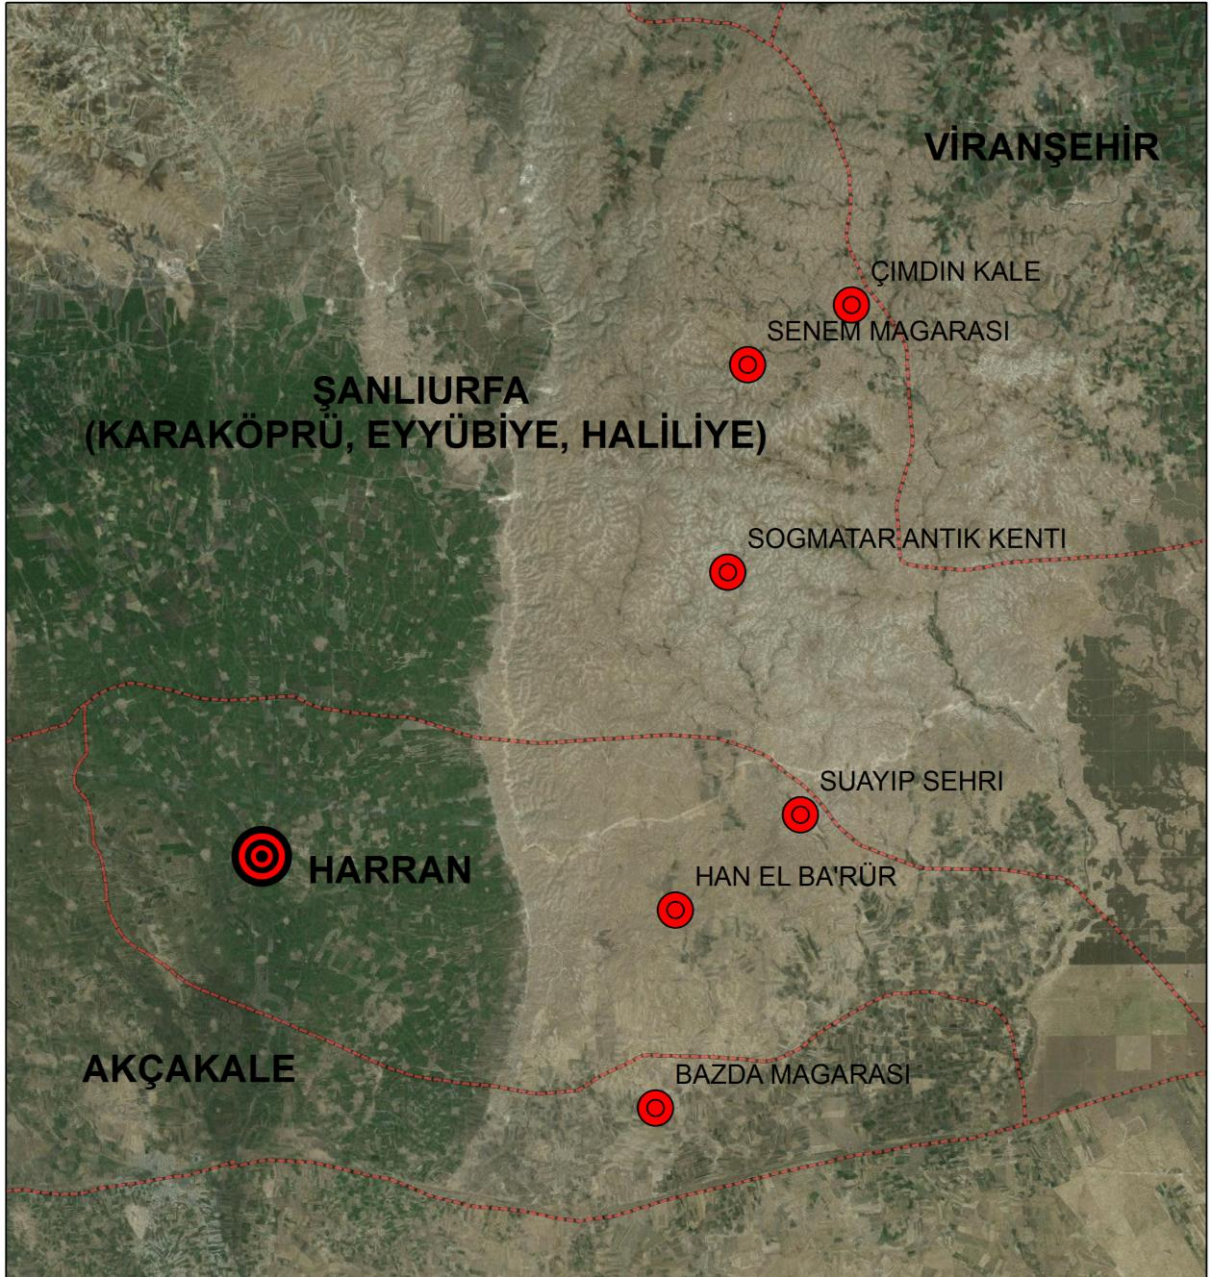 VİRANŞEHİR
ÇIMDIN KALE
SENEM MAGARASI
ŞANLIURFA
(KARAKÖPRÜ, EYYÜBİYE, HALİLİYE)
SOGMATAR ANTIK KENTI
SUAYIP SEHRI
HARRAN
HAN EL BA'RÜR
AKÇAKALE
BAZDA MAGARASI